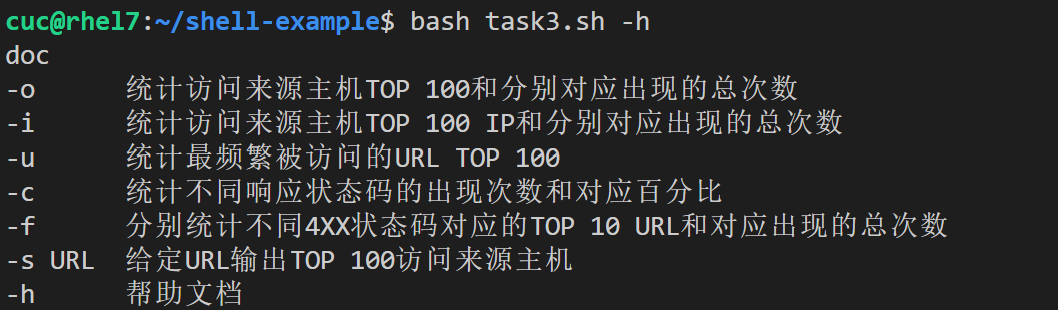 cuc@rhel7:~/shell-example$ bash task3.sh -h
doc
-o 统计访问来源主机TOP 100和分别对应出现的总次数
-i 统计访问来源主机TOP 100 IP和分别对应出现的总次数
-u 统计最频繁被访问的URL TOP 100
-c 统计不同响应状态码的出现次数和对应百分比
-f 分别统计不同4XX状态码对应的TOP 10 URL和对应出现的总次数
-s URL 给定URL输出TOP 100访问来源主机
-h 帮助文档